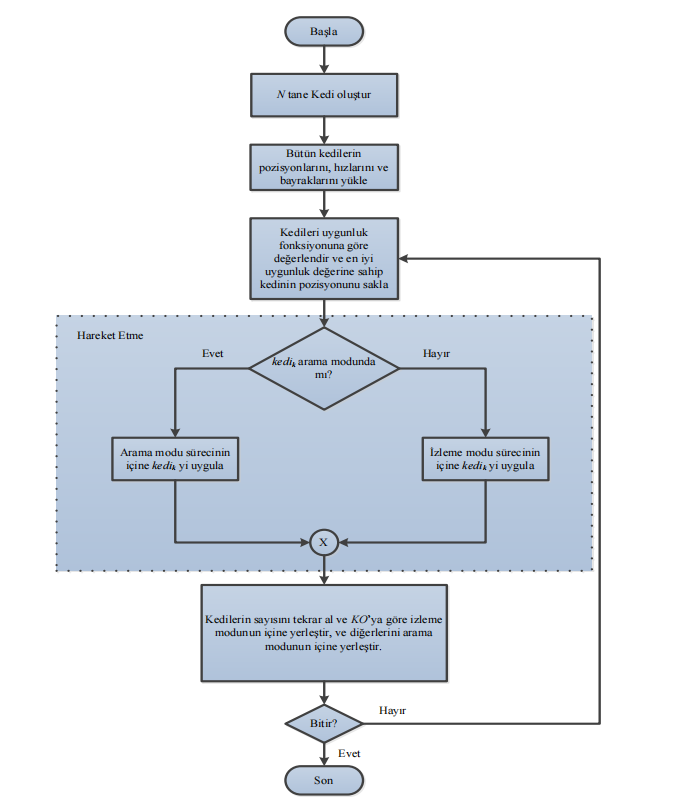 Başla
N tane Kedi oluştur
Bütün kedilerin
pozisyonlarını, hızlarını ve
bayraklarını yükle
Kedileri uygunluk
fonksiyonuna göre
değerlendir ve en iyi
uygunluk değerine sahip
kedinin pozisyonunu sakla
Hareket Etme
Evet
kedik arama modunda
mı?
Hayır
Arama modu sürecinin
içine kedik yi uygula
İzleme modu sürecinin
içine kedik yi uygula
X
Kedilerin sayısını tekrar al ve KO’ya göre izleme
modunun içine yerleştir, ve diğerlerini arama
modunun içine yerleştir.
Bitir?
Hayır
Evet
Son